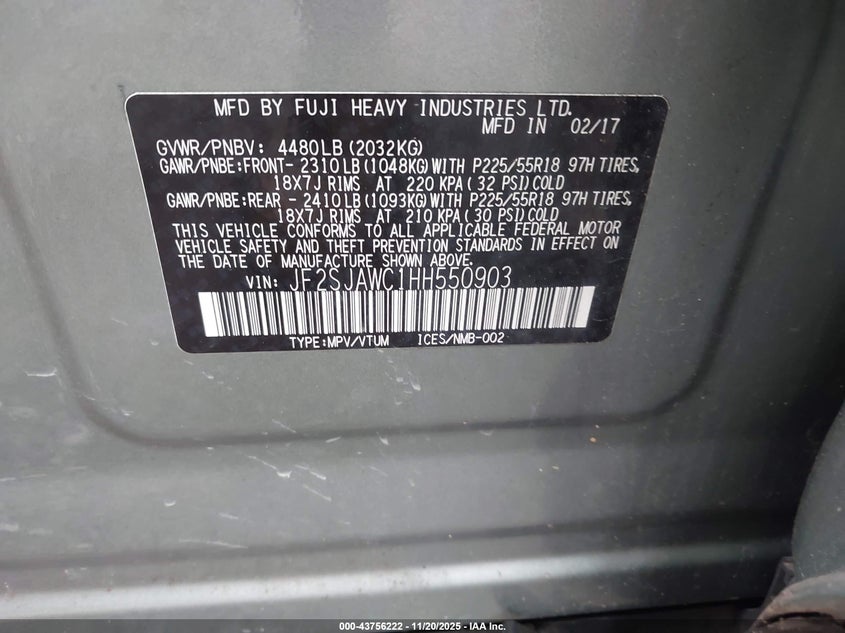 MFD BY FUJI HEAVY INDUSTRIES LTD.
MFD IN 02/17
GVWR/PNBV: 4480LB(2032KG)
GAWR/PNBE:FRONT- 2310LB(1048KG)WITH P225/55R18 97H TIRES,
18X7J RIMS AT 220 KPA(32 PSI)COLD
GAWR/PNBE:REAR - 2410LB(1093KG)WITH P225/55R18 97H TIRES,
18X7J RIMS AT 210 KPA(30 PSI)COLD
THIS VEHICLE CONFORMS TO ALL APPLICABLE FEDERAL MOTOR
VEHICLE SAFETY AND THEFT PREVENTION STANDARDS IN EFFECT ON
THE DATE OF MANUFACTURE SHOWN ABOVE.
VIN: JF2SJAWC1HH550903
TYPE:MPV/VTUM ICES/NMB-002
000-43756222 - 11/20/2025 - IAA Inc.